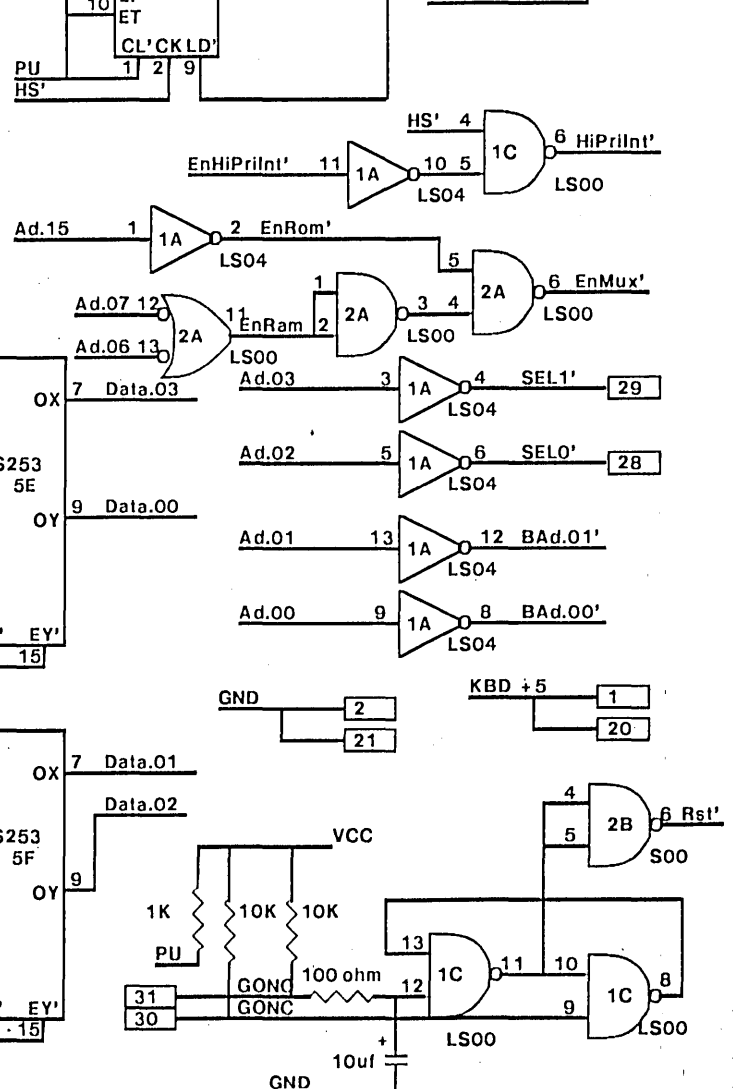 10
ET
CL' CK LD'
PU 1 2 9
HS'
HS' 4
1C
6 HiPriInt'
EnHiPriInt' 11
1A
10 5
LS04
LS00
Ad.15 1
1A
2 EnRom'
LS04
5
2A
6 EnMux'
LS00
Ad.07 12
Ad.06 13
2A
11
EnRam
LS00
1
2
2A
3 4
LS00
OX 7 Data.03
Ad.03 3
1A
4 SEL1' 29
LS04
S253
5E
Ad.02 5
1A
6 SEL0' 28
LS04
OY 9 Data.00
Ad.01 13
1A
12 BAd.01'
LS04
Ad.00 9
1A
8 BAd.00'
LS04
' EY'
15
GND 2
21
KBD +5 1
20
OX 7 Data.01
Data.02
S253
5F
OY 9
VCC
1K 10K 10K
PU
4
5
2B
6 Rst'
S00
13
12
1C
11 10
9
1C
8
LS00
LS00
100 ohm
31 GONC
30 GONC
+
10uf
GND
' EY'
15